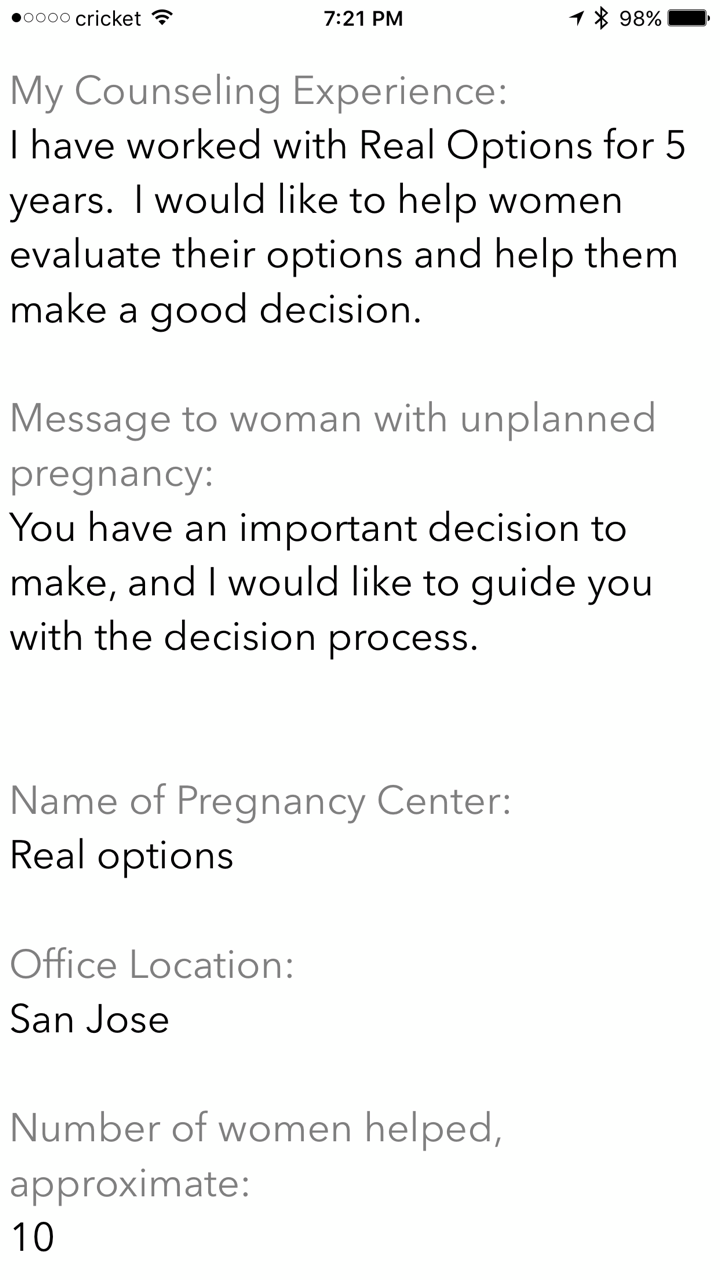 cricket 7:21 PM 98%
My Counseling Experience:
I have worked with Real Options for 5
years.  I would like to help women
evaluate their options and help them
make a good decision.
Message to woman with unplanned
pregnancy:
You have an important decision to
make, and I would like to guide you
with the decision process.
Name of Pregnancy Center:
Real options
Office Location:
San Jose
Number of women helped,
approximate:
10